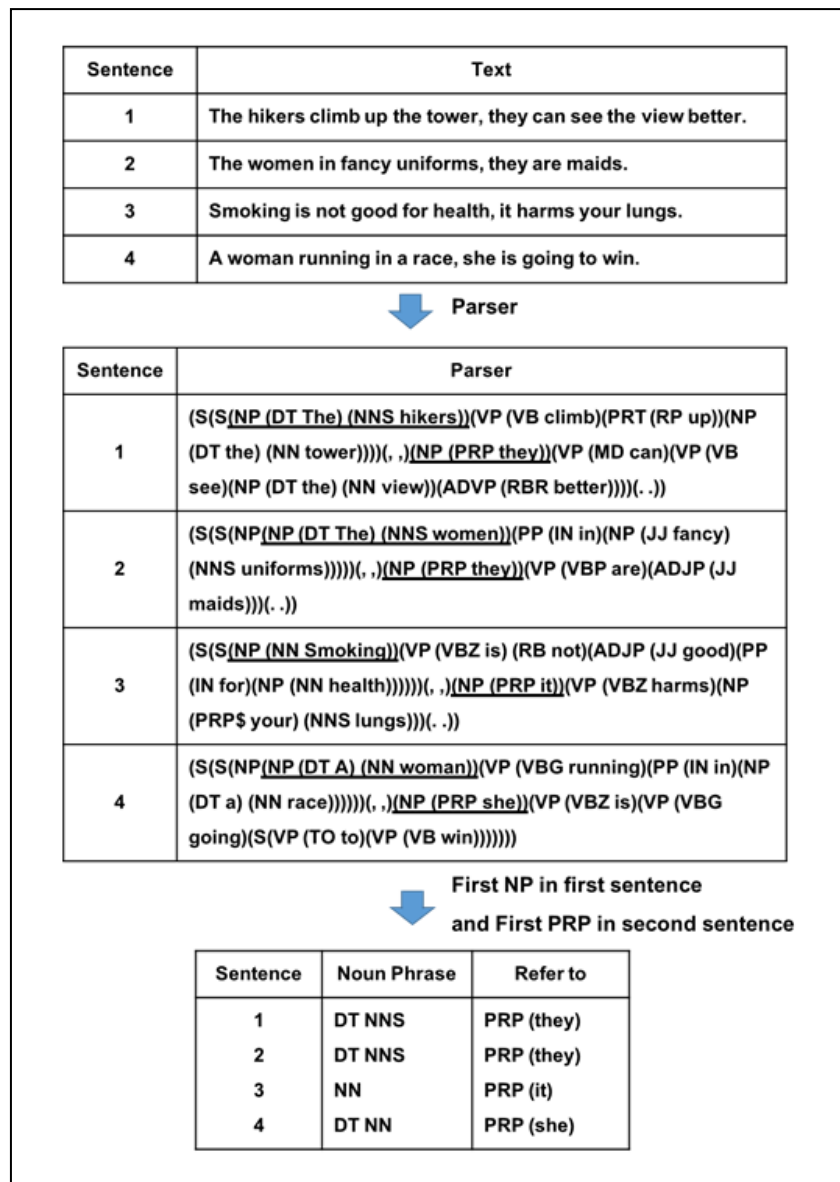 Sentence Text
1 The hikers climb up the tower, they can see the view better.
2 The women in fancy uniforms, they are maids.
3 Smoking is not good for health, it harms your lungs.
4 A woman running in a race, she is going to win.
Parser
Sentence Parser
(S(S(NP (DT The) (NNS hikers))(VP (VB climb)(PRT (RP up))(NP
1 (DT the) (NN tower))))(, ,)(NP (PRP they))(VP (MD can)(VP (VB
see)(NP (DT the) (NN view))(ADVP (RBR better))))(. .))
(S(S(S(NP(NP (DT The) (NNS women))(PP (IN in)(NP (JJ fancy)
2 (NNS uniforms)))))(, ,)(NP (PRP they))(VP (VBP are)(ADJP (JJ
maids)))(. .))
(S(S(NP (NN Smoking))(VP (VBZ is) (RB not)(ADJP (JJ good)(PP
3 (IN for)(NP (NN health))))))(, ,)(NP (PRP it))(VP (VBZ harms)(NP
(PRP$ your) (NNS lungs)))(. .))
(S(S(NP(NP (DT A) (NN woman))(VP (VBG running)(PP (IN in)(NP
4 (DT a) (NN race))))))(, ,)(NP (PRP she))(VP (VBZ is)(VP (VBG
going)(S(VP (TO to)(VP (VB win)))))))
First NP in first sentence
and First PRP in second sentence
Sentence Noun Phrase Refer to
1 DT NNS PRP (they)
2 DT NNS PRP (they)
3 NN PRP (it)
4 DT NN PRP (she)